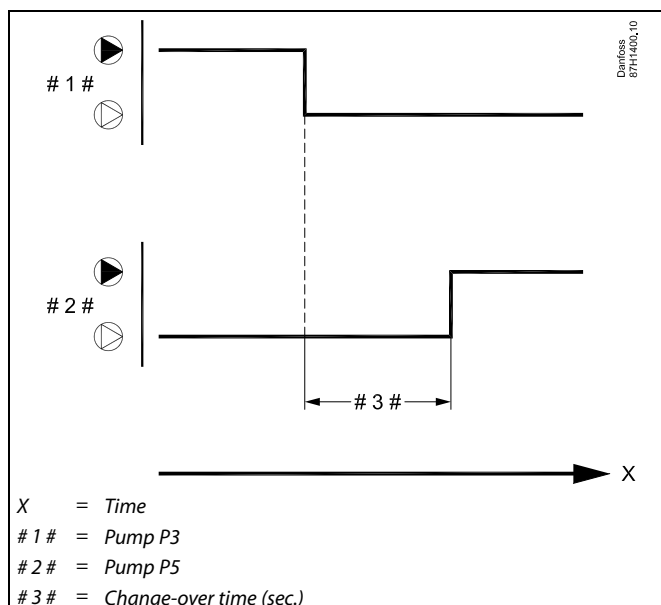 Danfoss
87H1400.10
# 1 #
# 2 #
# 3 #
X
X = Time
# 1 # = Pump P3
# 2 # = Pump P5
# 3 # = Change-over time (sec.)